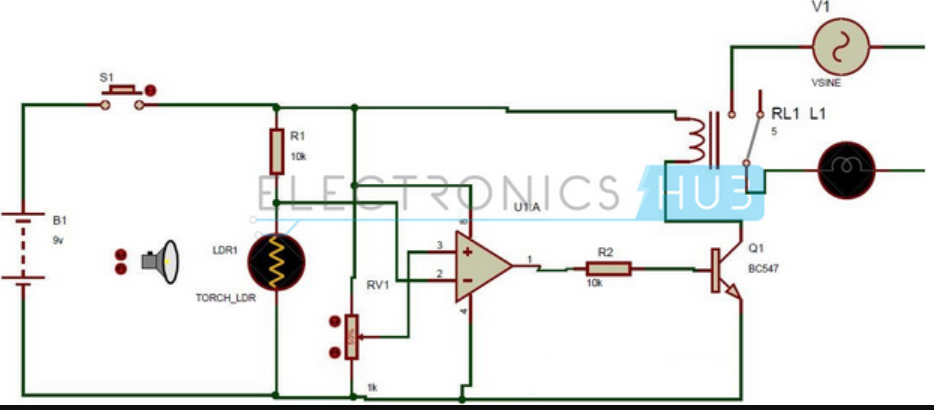 V1
VSINE
S1
RL1 L1
5
R1
10k
ELECTRONICS HUB
B1
9v
U1:A
LDR1
TORCH_LDR
RV1
8
3
2
1
4
R2
10k
Q1
BC547
50%
1k